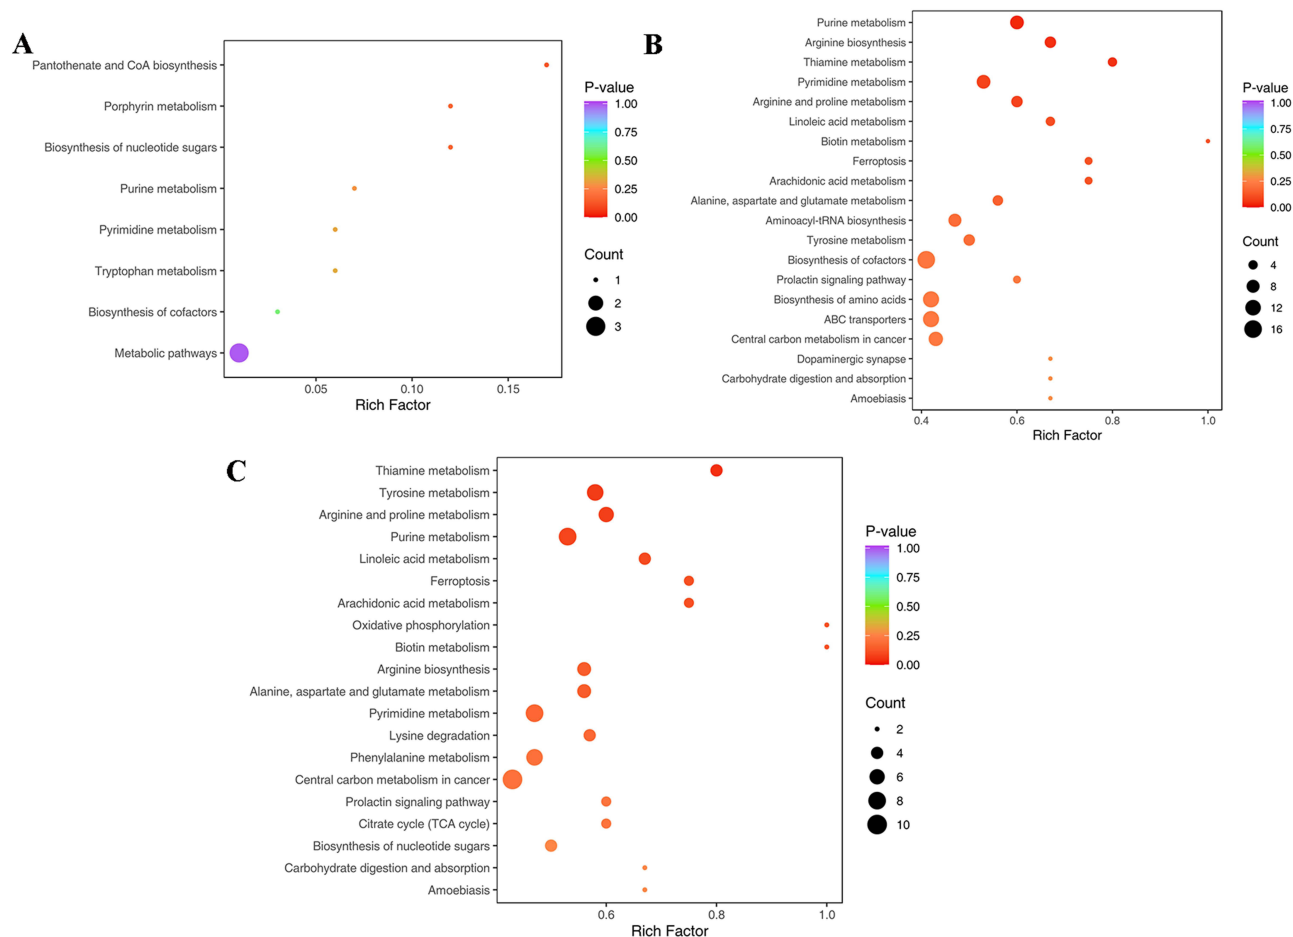 A
Pantothenate and CoA biosynthesis
Porphyrin metabolism
Biosynthesis of nucleotide sugars
Purine metabolism
Pyrimidine metabolism
Tryptophan metabolism
Biosynthesis of cofactors
Metabolic pathways
0.05 0.10 0.15
Rich Factor
P-value
1.00
0.75
0.50
0.25
0.00
Count
1
2
3
B
Purine metabolism
Arginine biosynthesis
Thiamine metabolism
Pyrimidine metabolism
Arginine and proline metabolism
Linoleic acid metabolism
Biotin metabolism
Ferroptosis
Arachidonic acid metabolism
Alanine, aspartate and glutamate metabolism
Aminoacyl-tRNA biosynthesis
Tyrosine metabolism
Biosynthesis of cofactors
Prolactin signaling pathway
Biosynthesis of amino acids
ABC transporters
Central carbon metabolism in cancer
Dopaminergic synapse
Carbohydrate digestion and absorption
Amoebiasis
0.4 0.6 0.8 1.0
Rich Factor
P-value
1.00
0.75
0.50
0.25
0.00
Count
4
8
12
16
C
Thiamine metabolism
Tyrosine metabolism
Arginine and proline metabolism
Purine metabolism
Linoleic acid metabolism
Ferroptosis
Arachidonic acid metabolism
Oxidative phosphorylation
Biotin metabolism
Arginine biosynthesis
Alanine, aspartate and glutamate metabolism
Pyrimidine metabolism
Lysine degradation
Phenylalanine metabolism
Central carbon metabolism in cancer
Prolactin signaling pathway
Citrate cycle (TCA cycle)
Biosynthesis of nucleotide sugars
Carbohydrate digestion and absorption
Amoebiasis
0.6 0.8 1.0
Rich Factor
P-value
1.00
0.75
0.50
0.25
0.00
Count
2
4
6
8
10